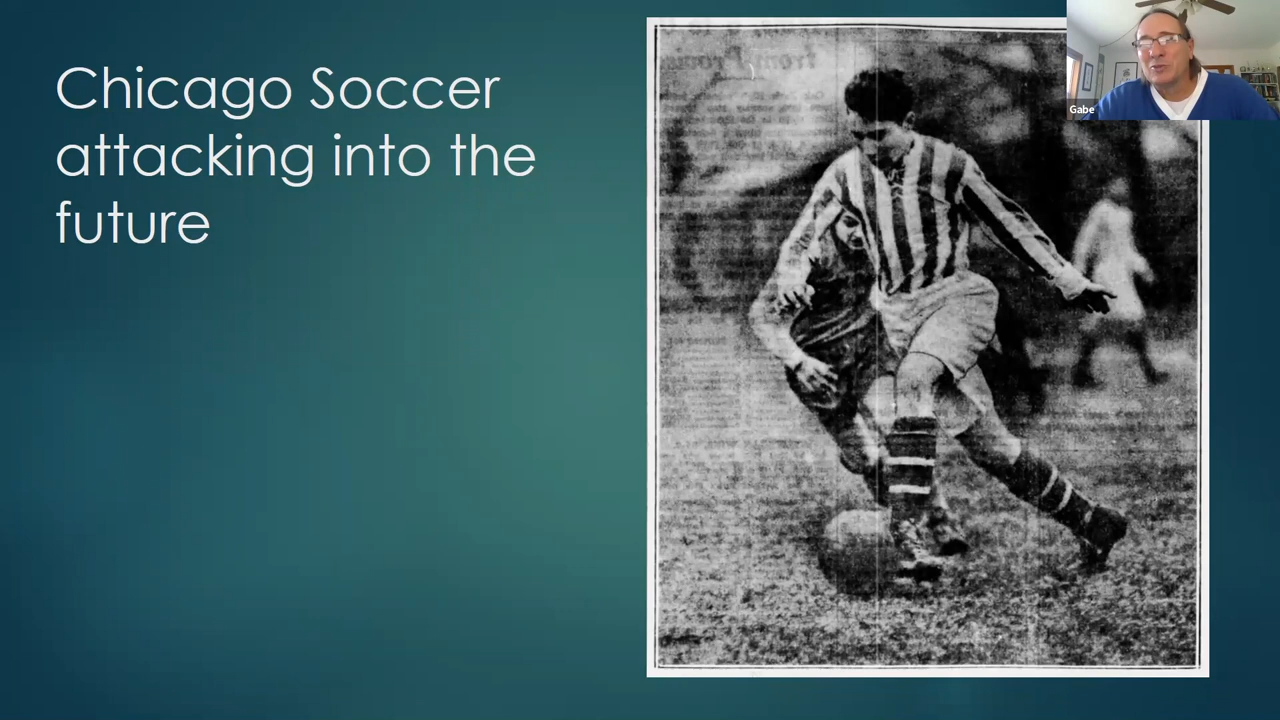 Chicago Soccer
attacking into the
future
Gabe